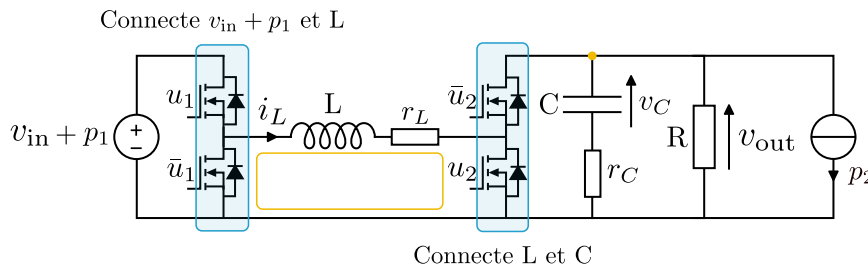 Connecte v_in + p_1 et L
v_in + p_1
u_1
ū_1
i_L
L
r_L
ū_2
u_2
C
v_C
r_C
R
v_out
p_2
Connecte L et C